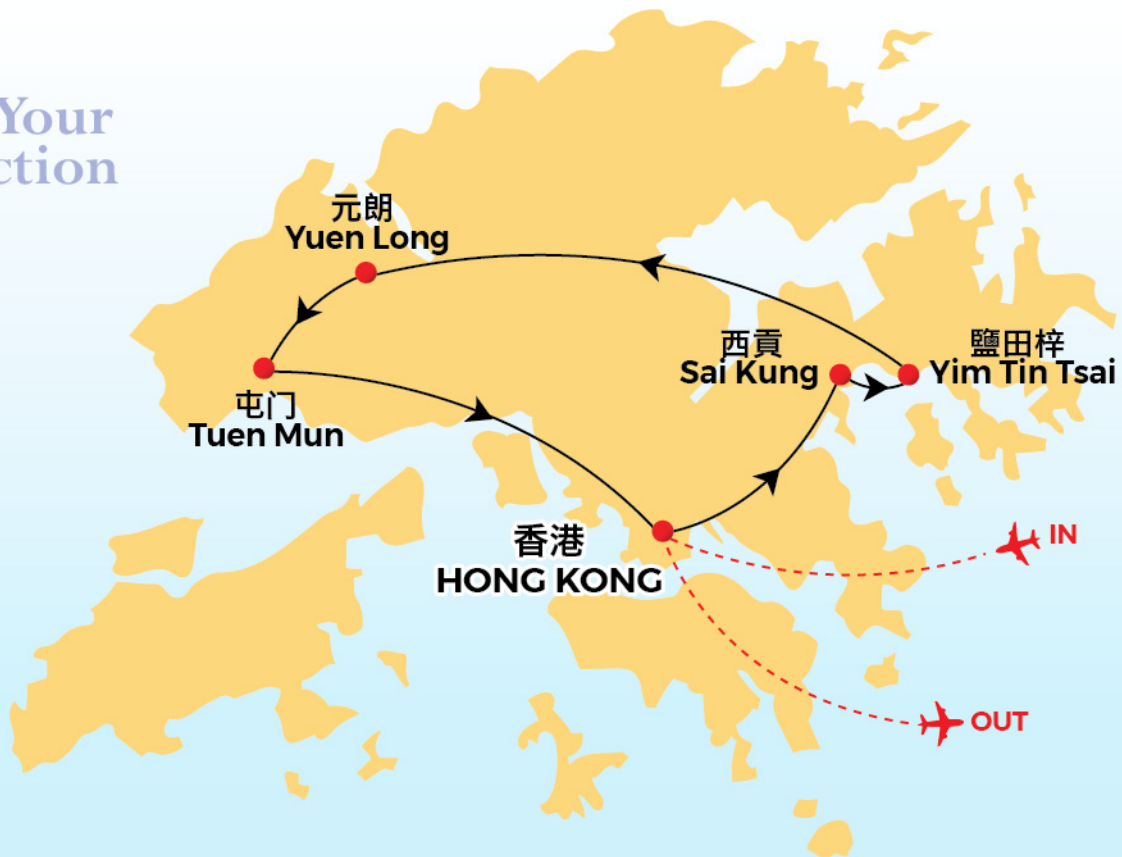 Your
ction
元朗
Yuen Long
西貢
Sai Kung
鹽田梓
Yim Tin Tsai
屯门
Tuen Mun
香港
HONG KONG
IN
OUT